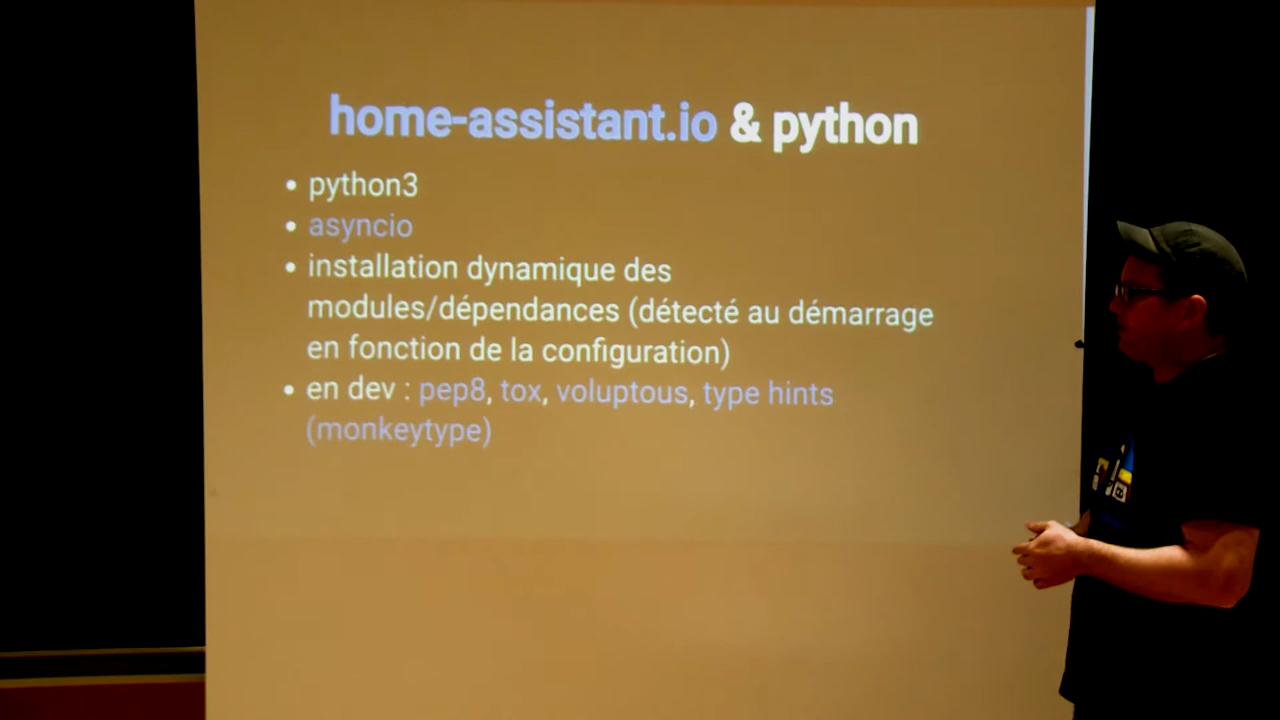 home-assistant.io & python
• python3
• asyncio
• installation dynamique des
modules/dépendances (détecté au démarrage
en fonction de la configuration)
• en dev : pep8, tox, voluptous, type hints
(monkeytype)